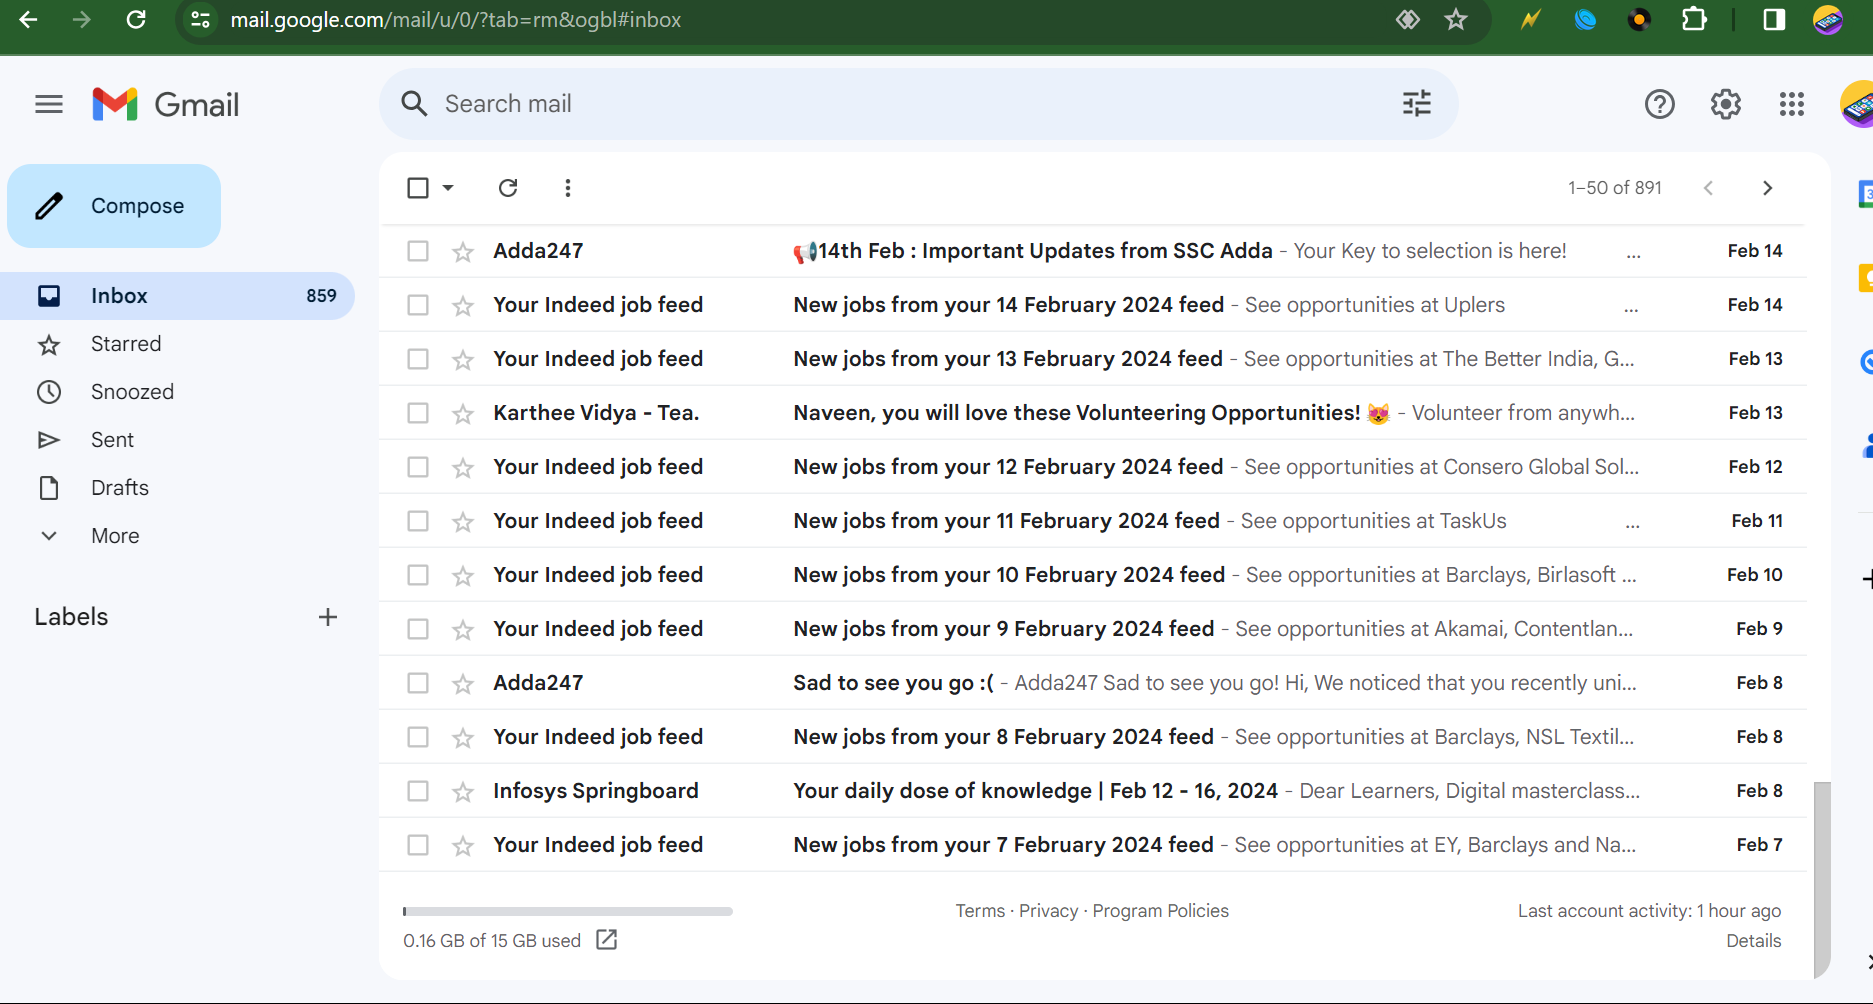 mail.google.com/mail/u/0/?tab=rm&ogbl#inbox
Gmail
Search mail
Compose
1–50 of 891
Inbox 859
Starred
Snoozed
Sent
Drafts
More
Labels
Adda247 📢14th Feb : Important Updates from SSC Adda - Your Key to selection is here! ... Feb 14
Your Indeed job feed New jobs from your 14 February 2024 feed - See opportunities at Uplers ... Feb 14
Your Indeed job feed New jobs from your 13 February 2024 feed - See opportunities at The Better India, G... Feb 13
Karthee Vidya - Tea. Naveen, you will love these Volunteering Opportunities! 😻 - Volunteer from anywh... Feb 13
Your Indeed job feed New jobs from your 12 February 2024 feed - See opportunities at Consero Global Sol... Feb 12
Your Indeed job feed New jobs from your 11 February 2024 feed - See opportunities at TaskUs ... Feb 11
Your Indeed job feed New jobs from your 10 February 2024 feed - See opportunities at Barclays, Birlasoft ... Feb 10
Your Indeed job feed New jobs from your 9 February 2024 feed - See opportunities at Akamai, Contentlan... Feb 9
Adda247 Sad to see you go :( - Adda247 Sad to see you go! Hi, We noticed that you recently uni... Feb 8
Your Indeed job feed New jobs from your 8 February 2024 feed - See opportunities at Barclays, NSL Textil... Feb 8
Infosys Springboard Your daily dose of knowledge | Feb 12 - 16, 2024 - Dear Learners, Digital masterclass... Feb 8
Your Indeed job feed New jobs from your 7 February 2024 feed - See opportunities at EY, Barclays and Na... Feb 7
0.16 GB of 15 GB used
Terms · Privacy · Program Policies
Last account activity: 1 hour ago
Details